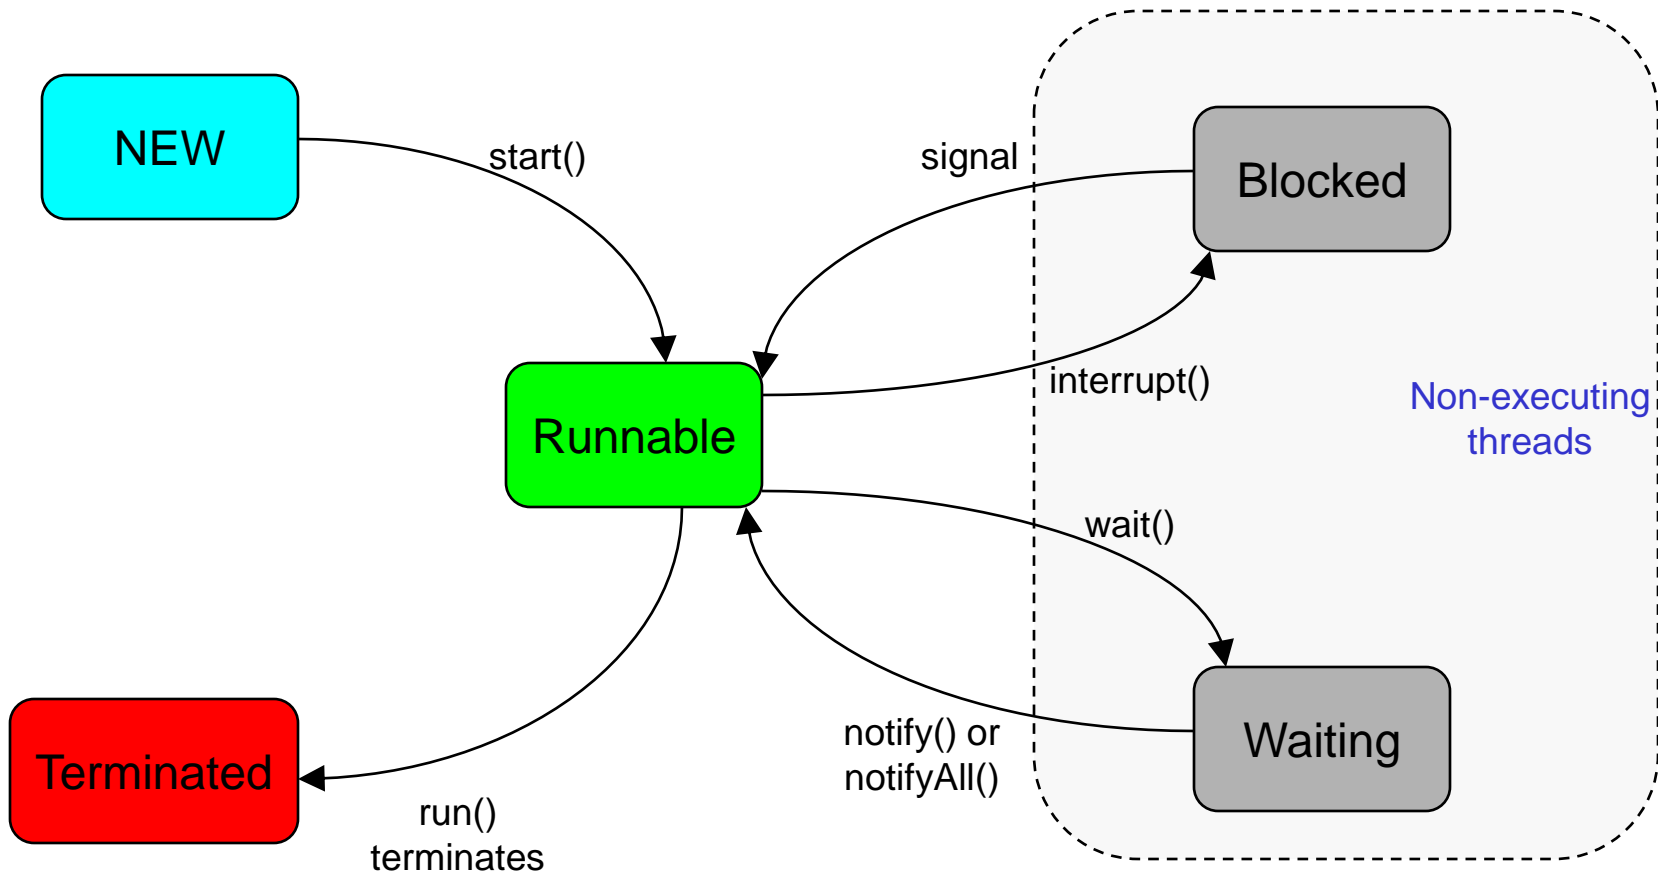 NEW
start()
signal
Blocked
interrupt()
Non-executing
threads
Runnable
wait()
notify() or
notifyAll()
Waiting
Terminated
run()
terminates